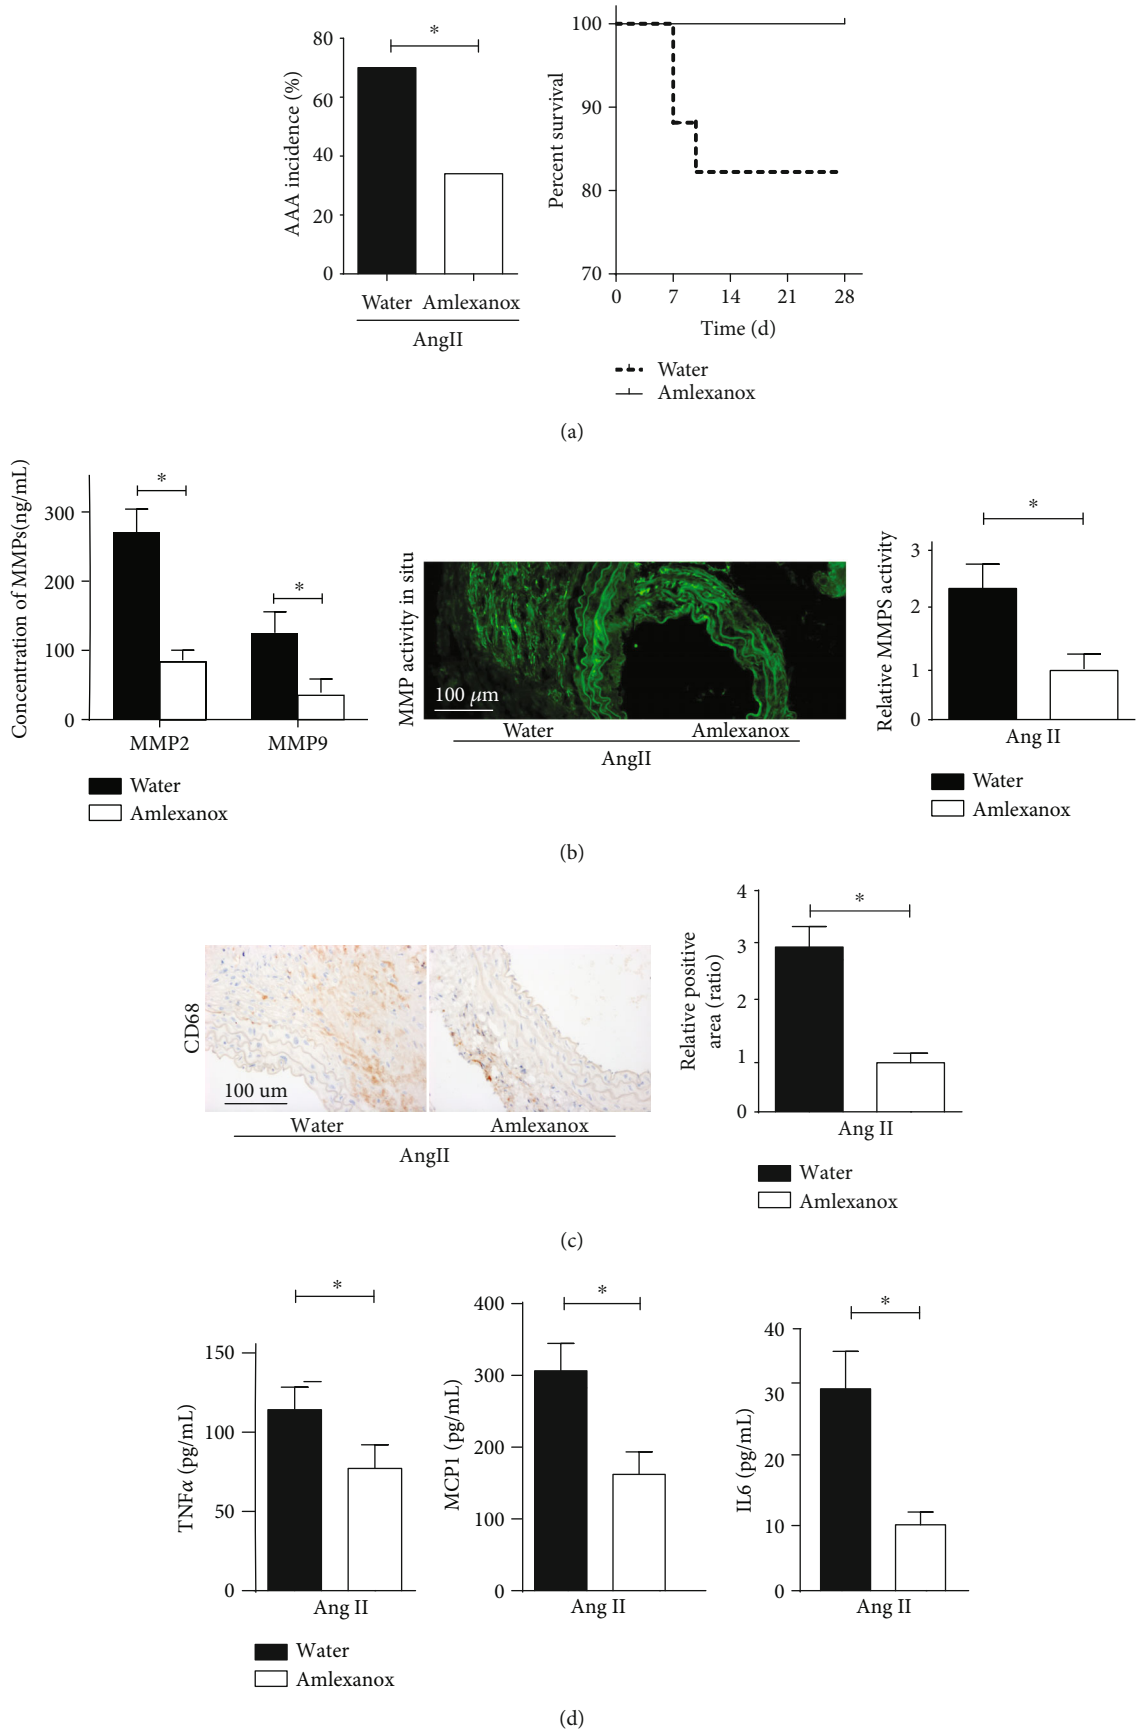 AAA incidence (%)
80
60
40
20
0
*
Water Amlexanox
AngII
Percent survival
100
90
80
70
0 7 14 21 28
Time (d)
Water
Amlexanox
(a)
Concentration of MMPs(ng/mL)
300
200
100
0
*
*
MMP2 MMP9
Water
Amlexanox
MMP activity in situ
100 μm
Water Amlexanox
AngII
Relative MMPS activity
3
2
1
0
*
Ang II
Water
Amlexanox
(b)
CD68
100 um
Water Amlexanox
AngII
Relative positive
area (ratio)
4
3
2
1
0
*
Ang II
Water
Amlexanox
(c)
TNFα (pg/mL)
150
100
50
0
*
Ang II
MCP1 (pg/mL)
400
300
200
100
0
*
Ang II
IL6 (pg/mL)
40
30
20
10
0
*
Ang II
Water
Amlexanox
(d)